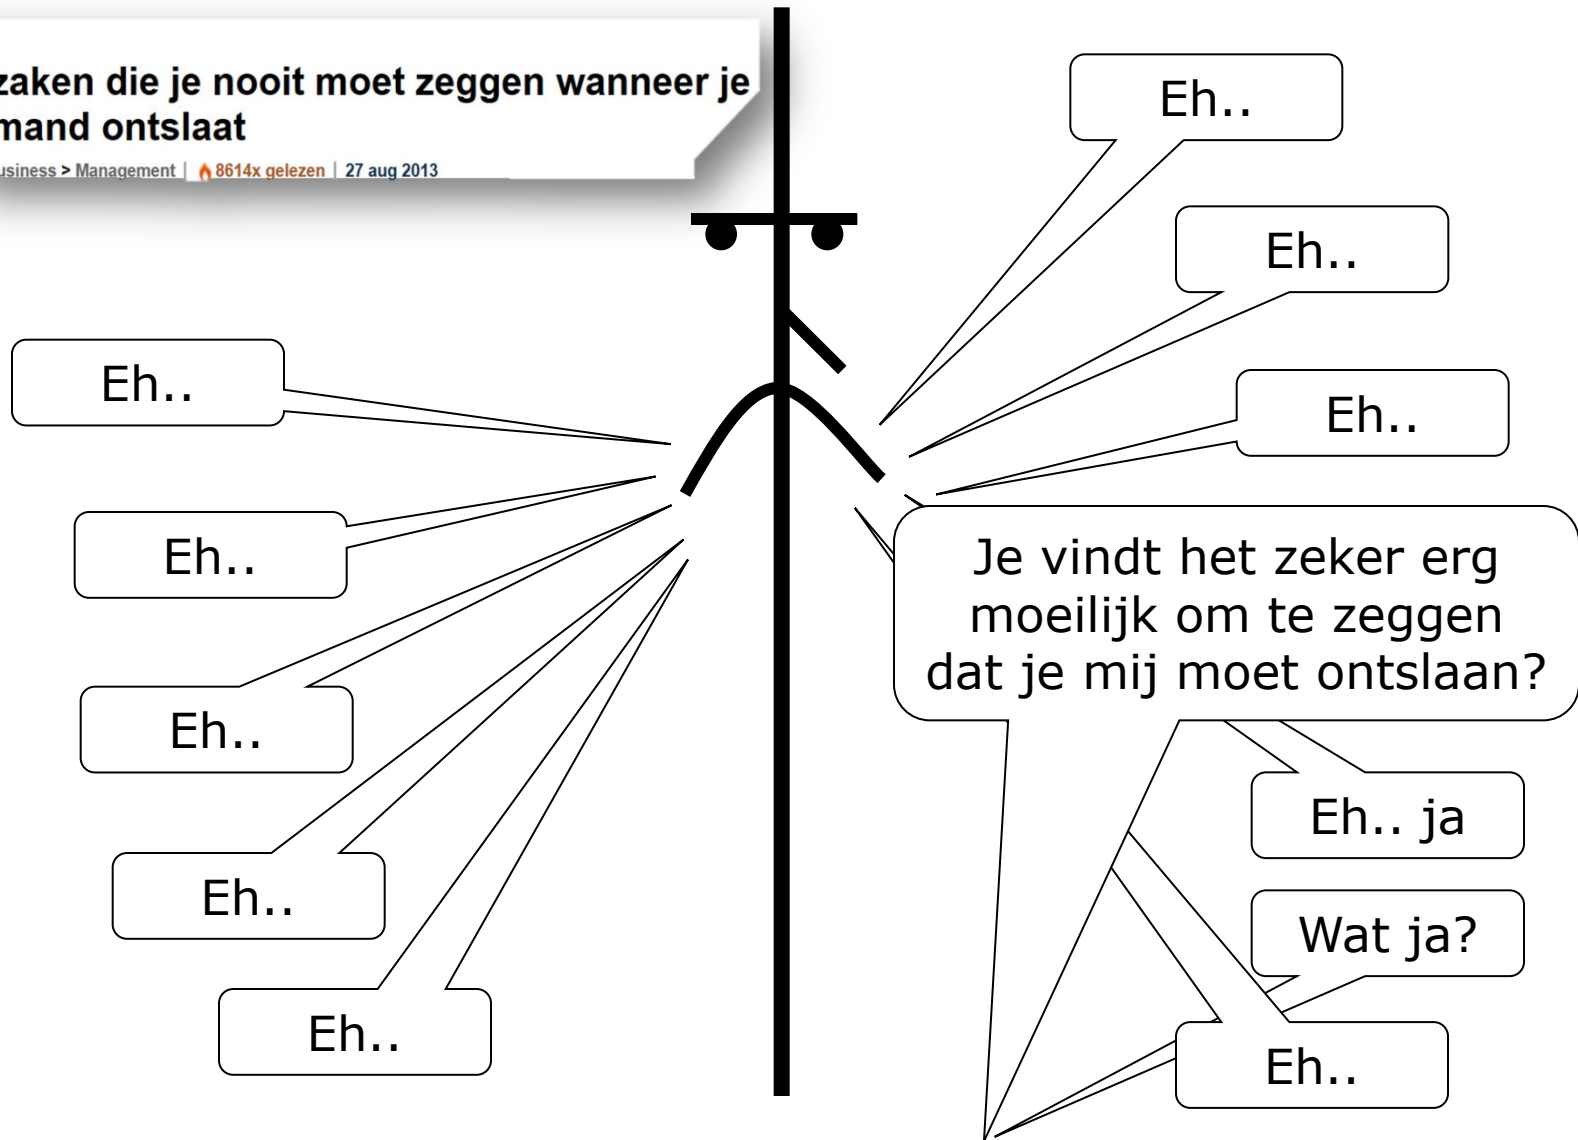 zaken die je nooit moet zeggen wanneer je
mand ontslaat
usiness > Management | 8614x gelezen | 27 aug 2013
Eh..
Eh..
Eh..
Eh..
Eh..
Eh..
Eh..
Eh..
Je vindt het zeker erg
moeilijk om te zeggen
dat je mij moet ontslaan?
Eh.. ja
Wat ja?
Eh..